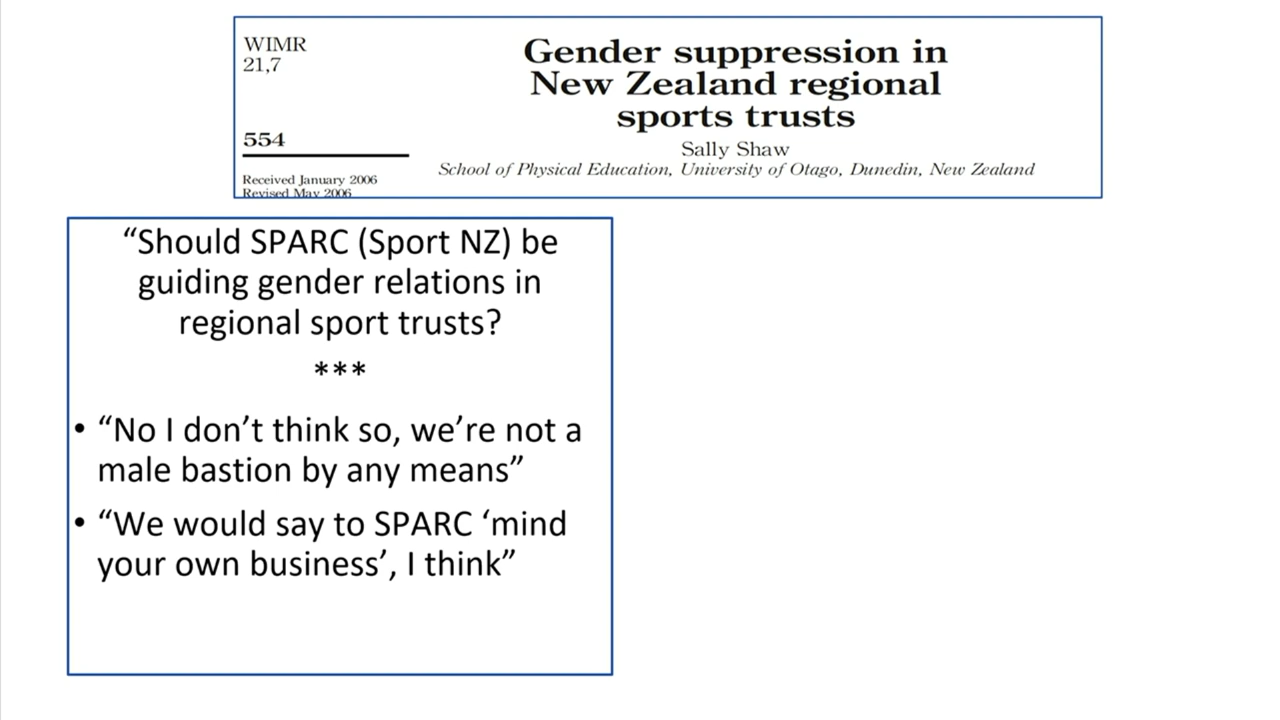 WIMR
21,7
554
Received January 2006
Revised May 2006
Gender suppression in
New Zealand regional
sports trusts
Sally Shaw
School of Physical Education, University of Otago, Dunedin, New Zealand
“Should SPARC (Sport NZ) be
guiding gender relations in
regional sport trusts?
***
• “No I don’t think so, we’re not a
male bastion by any means”
• “We would say to SPARC ‘mind
your own business’, I think”